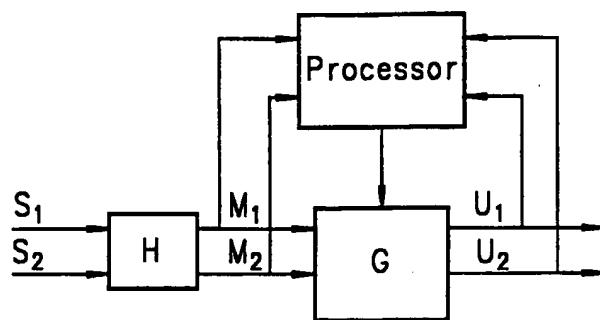 Processor
S₁ M₁ U₁
S₂ H M₂ G U₂